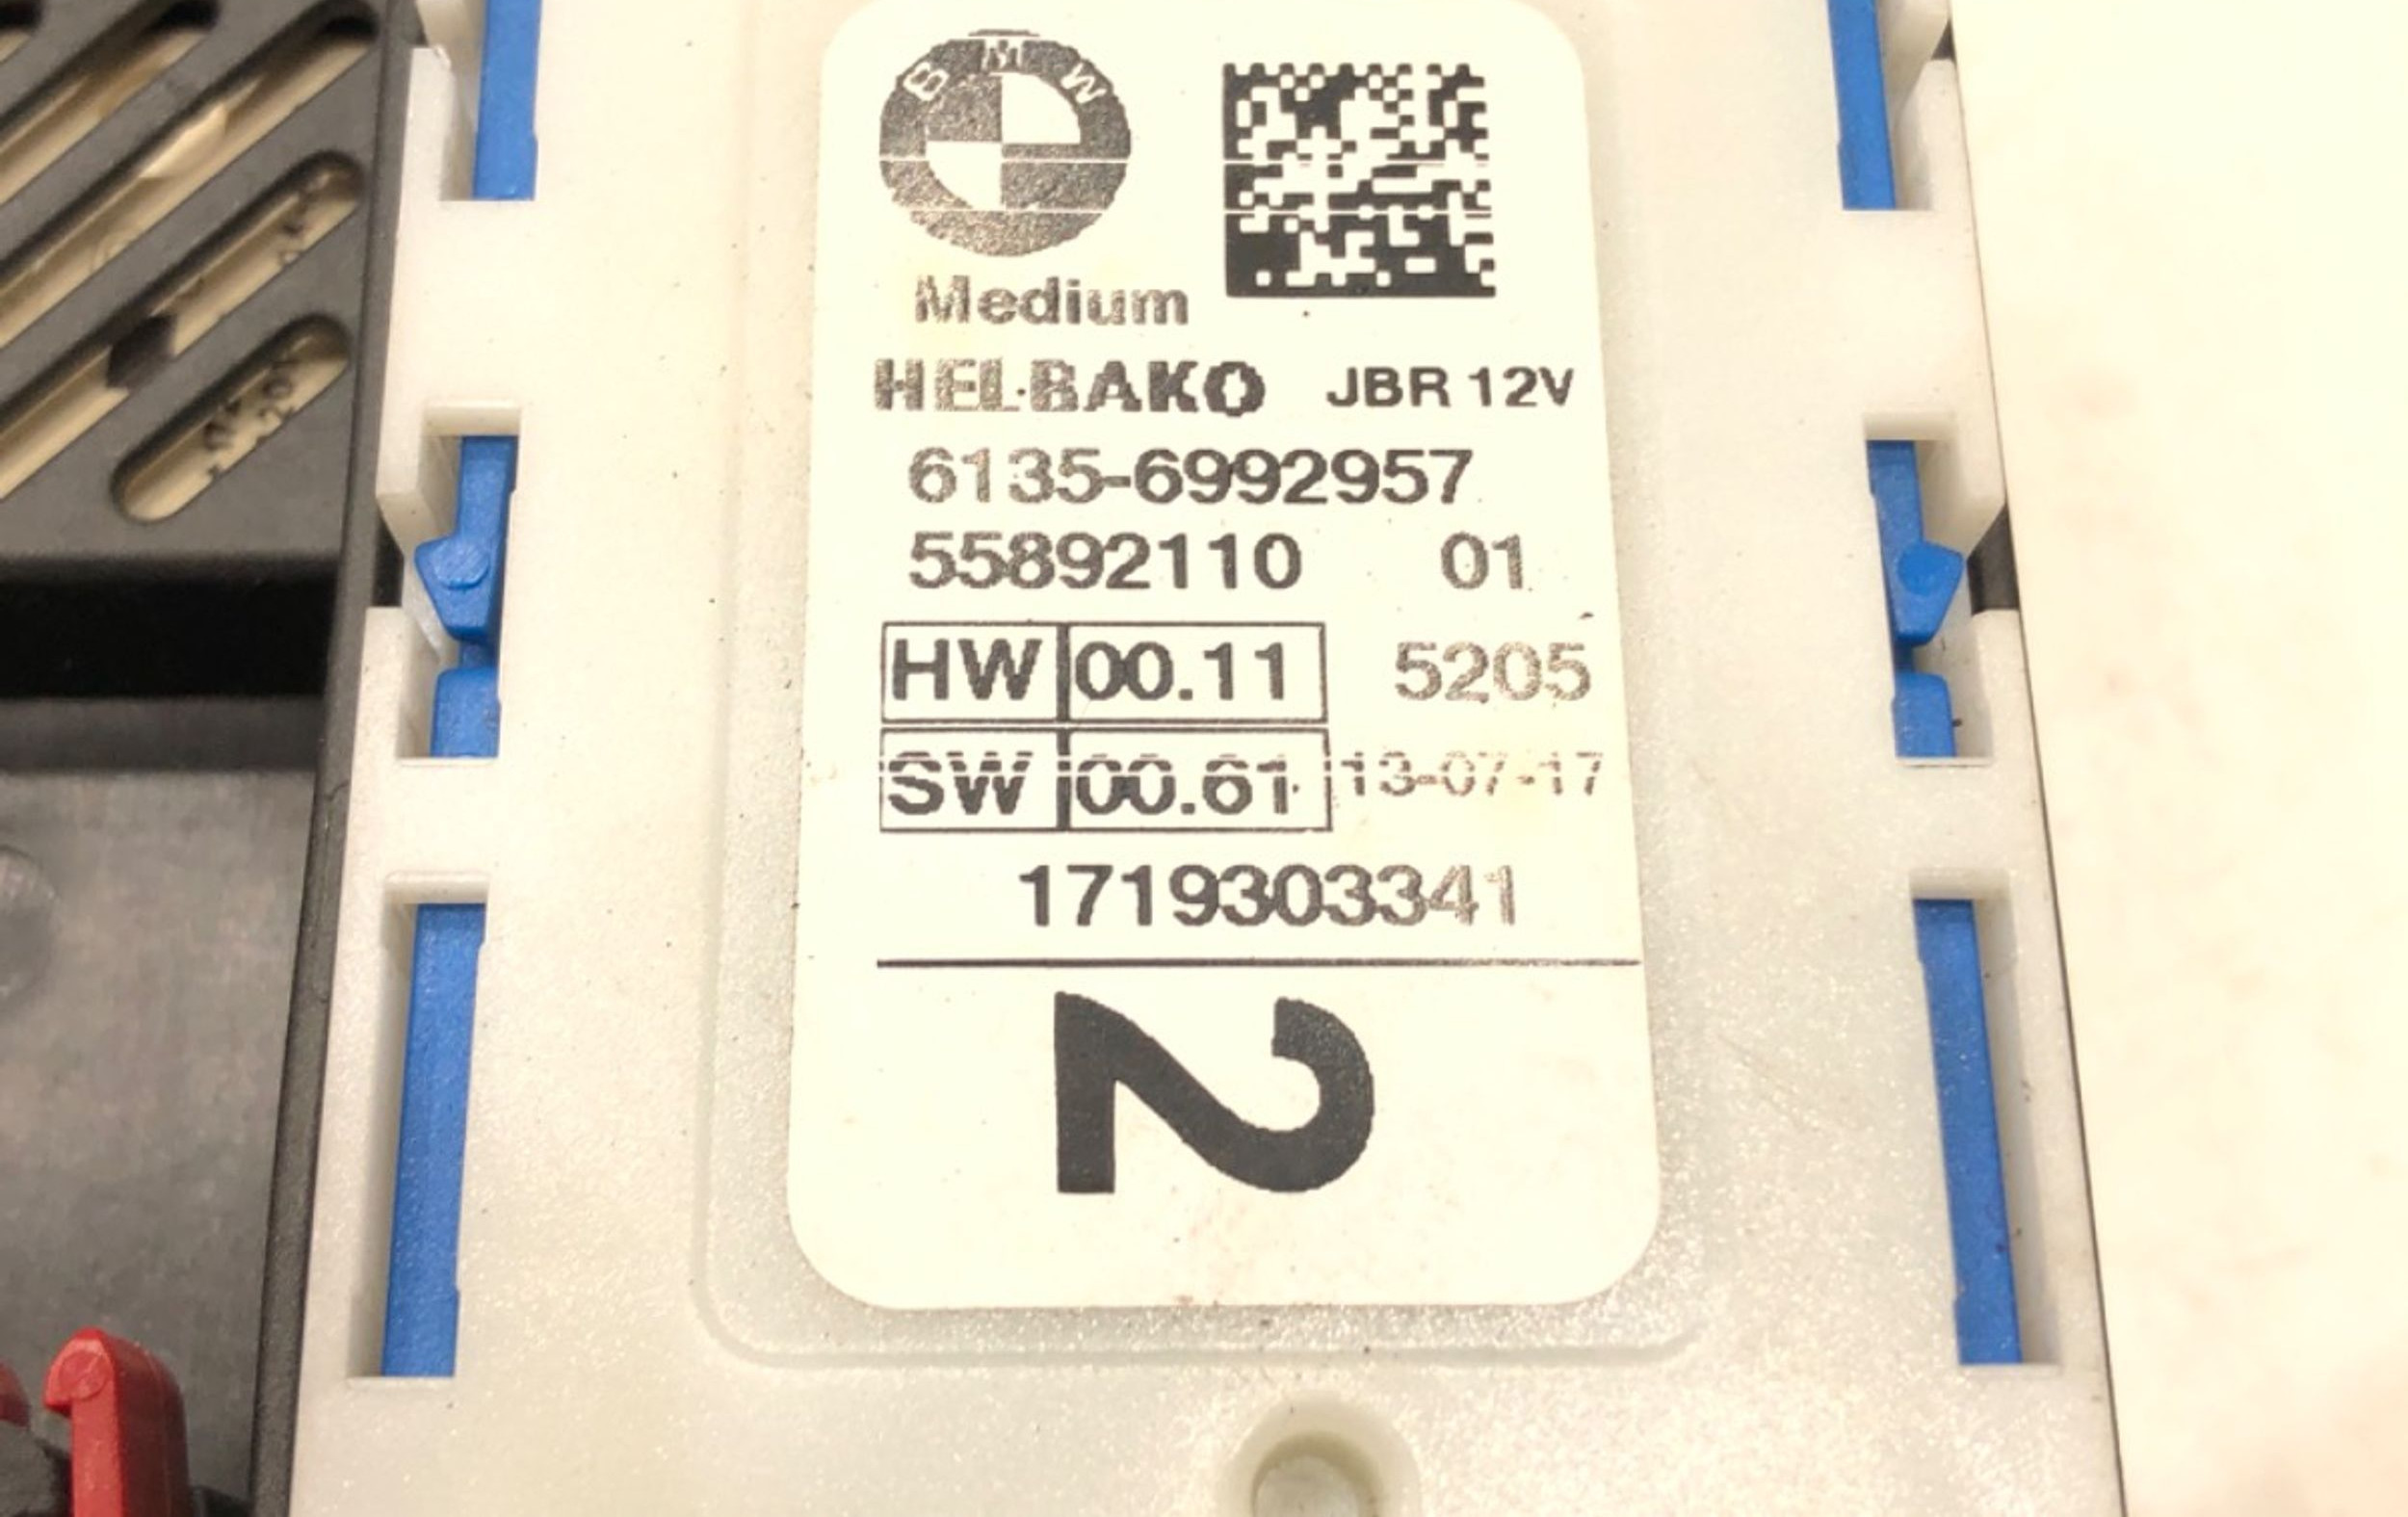 BMW
Medium
HELBAKO JBR 12V
6135-6992957
55892110 01
HW 00.11 5205
SW 00.61 13-07-17
1719303341
2